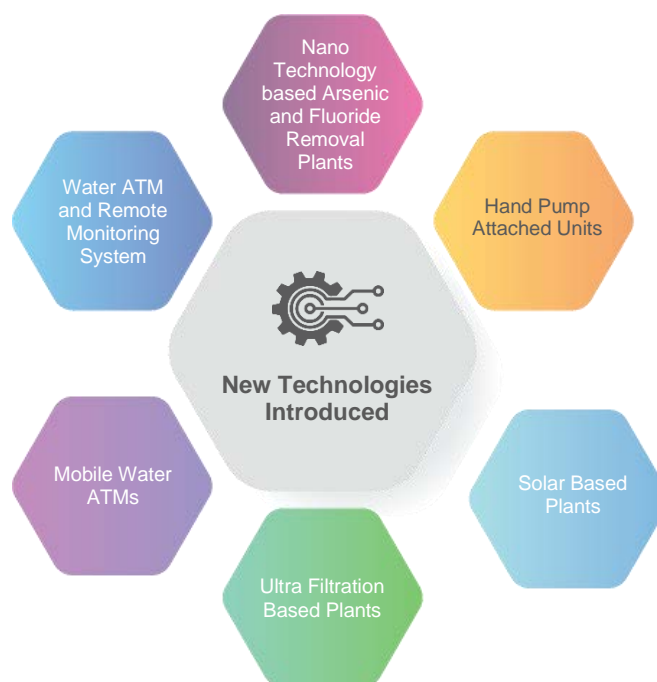 Nano
Technology
based Arsenic
and Fluoride
Removal
Plants
Water ATM
and Remote
Monitoring
System
Hand Pump
Attached Units
New Technologies
Introduced
Mobile Water
ATMs
Solar Based
Plants
Ultra Filtration
Based Plants